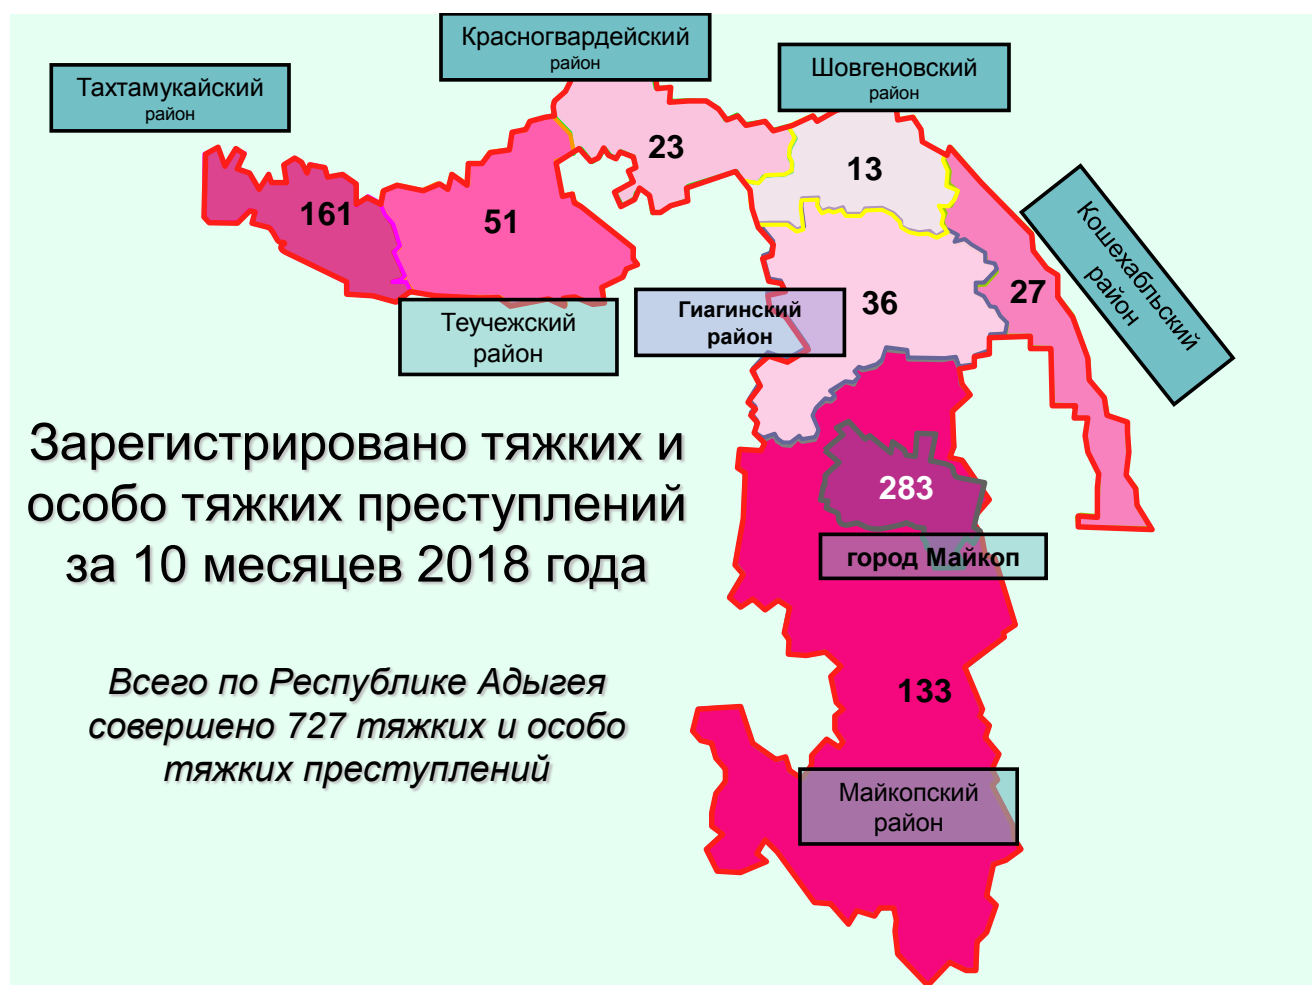 Красногвардейский
район
Шовгеновский
район
Тахтамукайский
район
23
13
161
51
Кошехабльский
район
36
27
Гиагинский
район
Теучежский
район
Зарегистрировано тяжких и
особо тяжких преступлений
за 10 месяцев 2018 года
283
город Майкоп
Всего по Республике Адыгея
совершено 727 тяжких и особо
тяжких преступлений
133
Майкопский
район